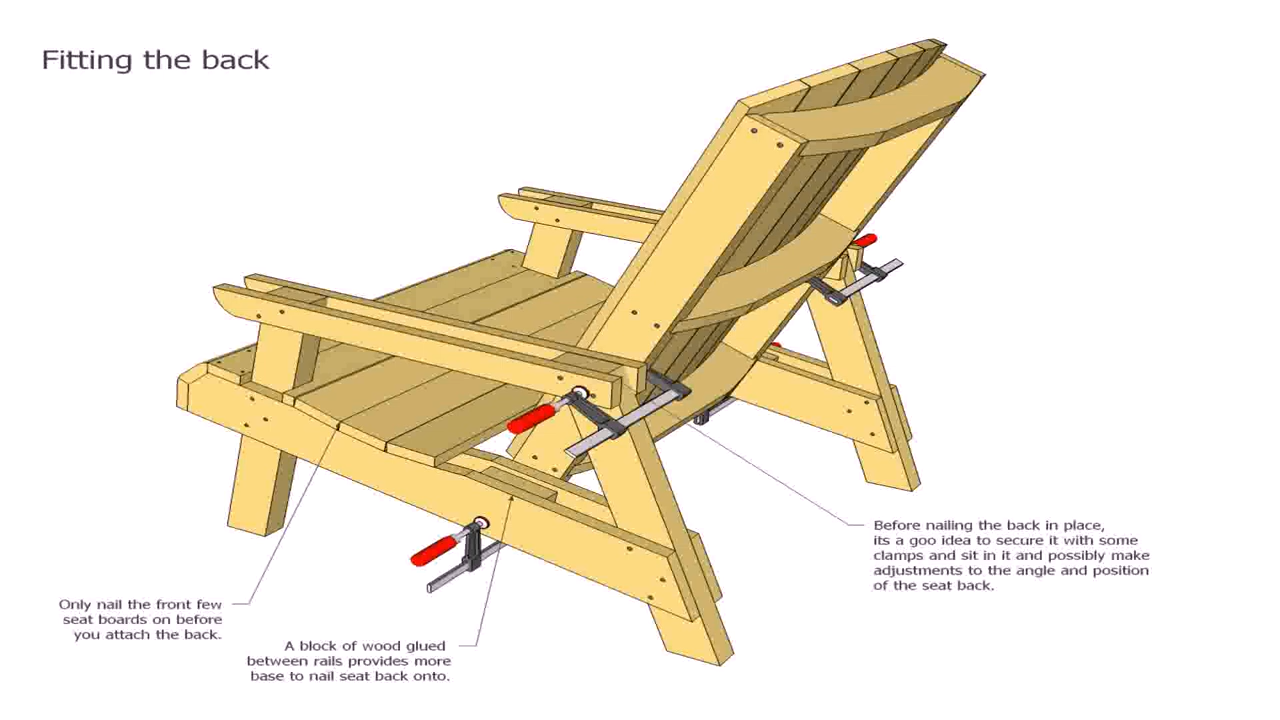 Fitting the back
Before nailing the back in place,
its a goo idea to secure it with some
clamps and sit in it and possibly make
adjustments to the angle and position
of the seat back.
Only nail the front few
seat boards on before
you attach the back.
A block of wood glued
between rails provides more
base to nail seat back onto.